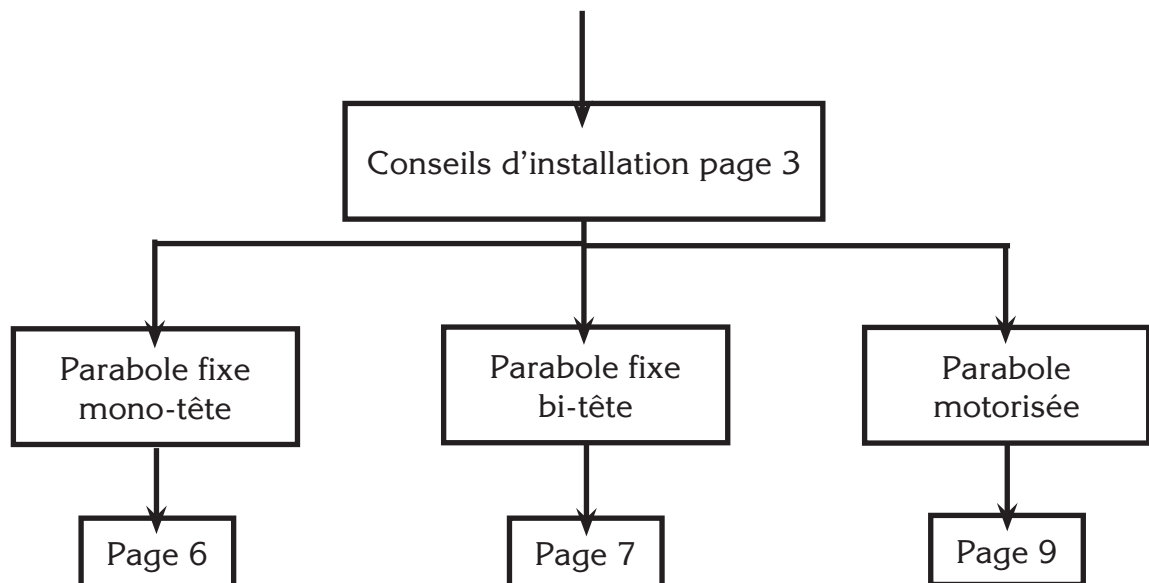 Conseils d’installation page 3
Parabole fixe
mono-tête
Parabole fixe
bi-tête
Parabole
motorisée
Page 6
Page 7
Page 9